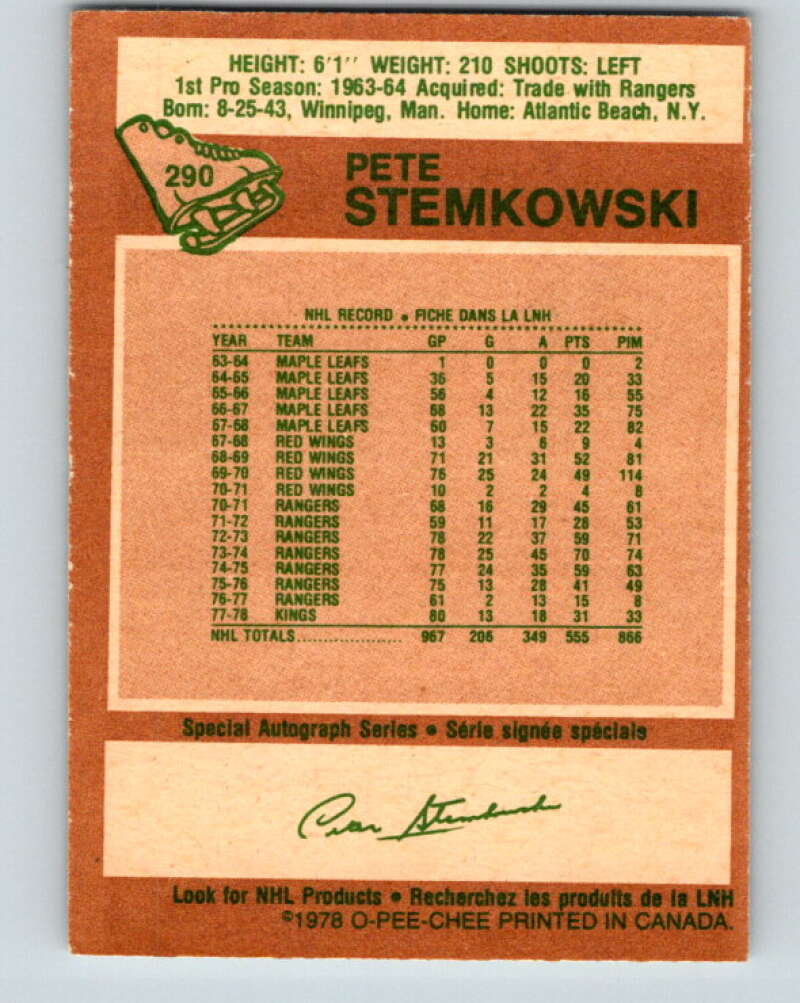 HEIGHT: 6'1" WEIGHT: 210 SHOOTS: LEFT
1st Pro Season: 1963-64 Acquired: Trade with Rangers
Born: 8-25-43, Winnipeg, Man. Home: Atlantic Beach, N.Y.
290
PETE
STEMKOWSKI
NHL RECORD • FICHE DANS LA LNH
YEAR TEAM GP G A PTS PIM
63-64 MAPLE LEAFS 1 0 0 0 2
64-65 MAPLE LEAFS 36 5 15 20 33
65-66 MAPLE LEAFS 56 4 12 16 55
66-67 MAPLE LEAFS 68 13 22 35 75
67-68 MAPLE LEAFS 60 7 15 22 82
67-68 RED WINGS 13 3 6 9 4
68-69 RED WINGS 71 21 31 52 81
69-70 RED WINGS 76 25 24 49 114
70-71 RED WINGS 10 2 2 4 8
70-71 RANGERS 68 16 29 45 61
71-72 RANGERS 59 11 17 28 53
72-73 RANGERS 78 22 37 59 71
73-74 RANGERS 78 25 45 70 74
74-75 RANGERS 77 24 35 59 63
75-76 RANGERS 75 13 28 41 49
76-77 RANGERS 61 2 13 15 8
77-78 KINGS 80 13 18 31 33
NHL TOTALS.................... 967 206 349 555 866
Special Autograph Series • Série signée spéciale
Peter Stemkowski
Look for NHL Products • Recherchez les produits de la LNH
©1978 O-PEE-CHEE PRINTED IN CANADA.